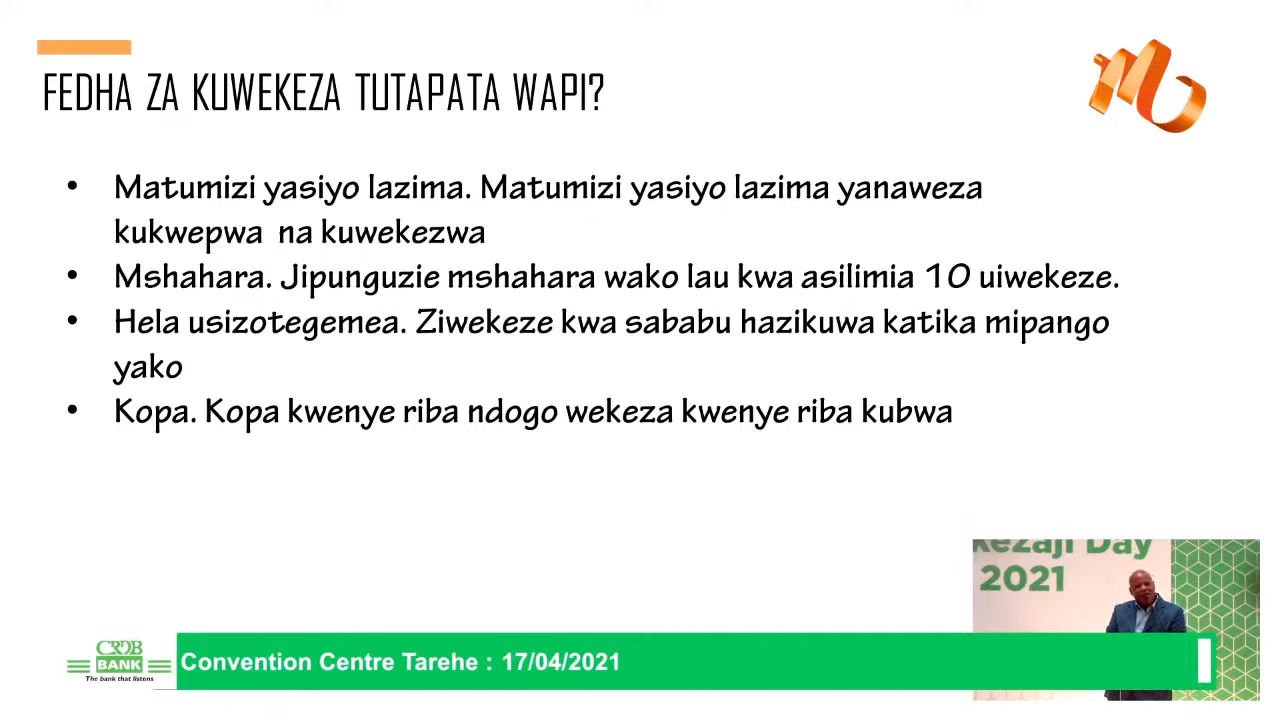 FEDHA ZA KUWEKEZA TUTAPATA WAPI?
• Matumizi yasiyo lazima. Matumizi yasiyo lazima yanaweza
kukwepwa na kuwekezwa
• Mshahara. Jipunguzie mshahara wako lau kwa asilimia 10 uiwekeze.
• Hela usizotegemea. Ziwekeze kwa sababu hazikuwa katika mipango
yako
• Kopa. Kopa kwenye riba ndogo wekeza kwenye riba kubwa
kezaji Day
2021
CRDB
BANK
The bank that listens
Convention Centre Tarehe : 17/04/2021